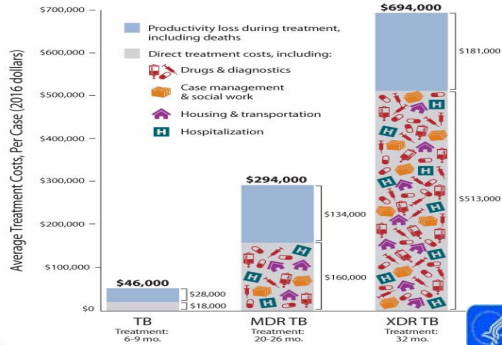 Average Treatment Costs, Per Case (2016 dollars)
$700,000
$600,000
$500,000
$400,000
$300,000
$200,000
$100,000
$0
Productivity loss during treatment,
including deaths
Direct treatment costs, including:
Drugs & diagnostics
Case management
& social work
Housing & transportation
H Hospitalization
$46,000
$28,000
$18,000
$294,000
$134,000
$160,000
$694,000
$181,000
$513,000
TB
Treatment:
6-9 mo.
MDR TB
Treatment:
20-26 mo.
XDR TB
Treatment:
32 mo.